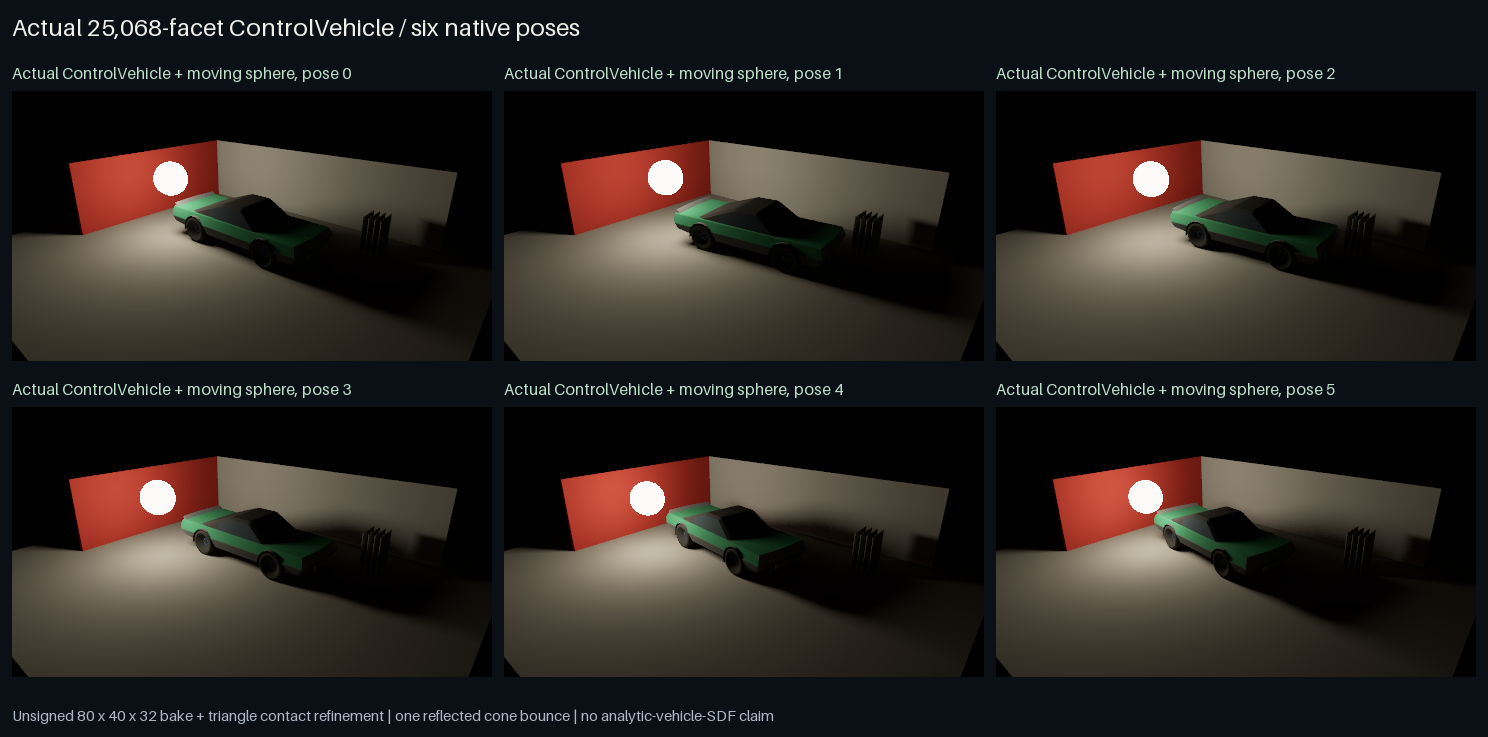 Actual 25,068-facet ControlVehicle / six native poses
Actual ControlVehicle + moving sphere, pose 0
Actual ControlVehicle + moving sphere, pose 1
Actual ControlVehicle + moving sphere, pose 2
Actual ControlVehicle + moving sphere, pose 3
Actual ControlVehicle + moving sphere, pose 4
Actual ControlVehicle + moving sphere, pose 5
Unsigned 80 x 40 x 32 bake + triangle contact refinement | one reflected cone bounce | no analytic-vehicle-SDF claim